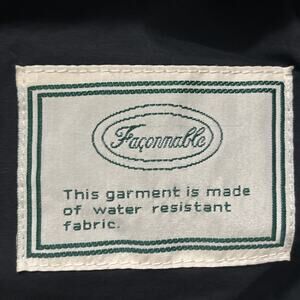 Façonnable
This garment is made
of water resistant
fabric.